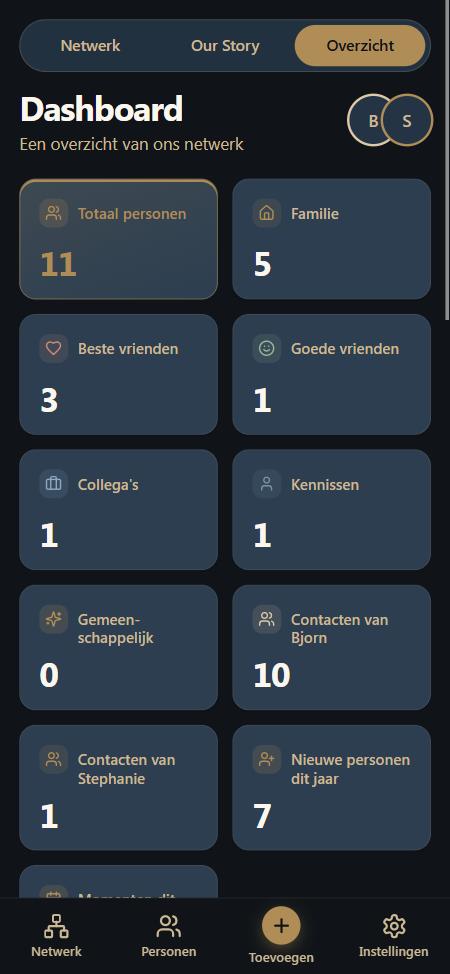 Netwerk
Our Story
Overzicht
Dashboard
Een overzicht van ons netwerk
B
S
Totaal personen
11
Familie
5
Beste vrienden
3
Goede vrienden
1
Collega's
1
Kennissen
1
Gemeen-
schappelijk
0
Contacten van
Bjorn
10
Contacten van
Stephanie
1
Nieuwe personen
dit jaar
7
Momenten dit
Netwerk
Personen
Toevoegen
Instellingen